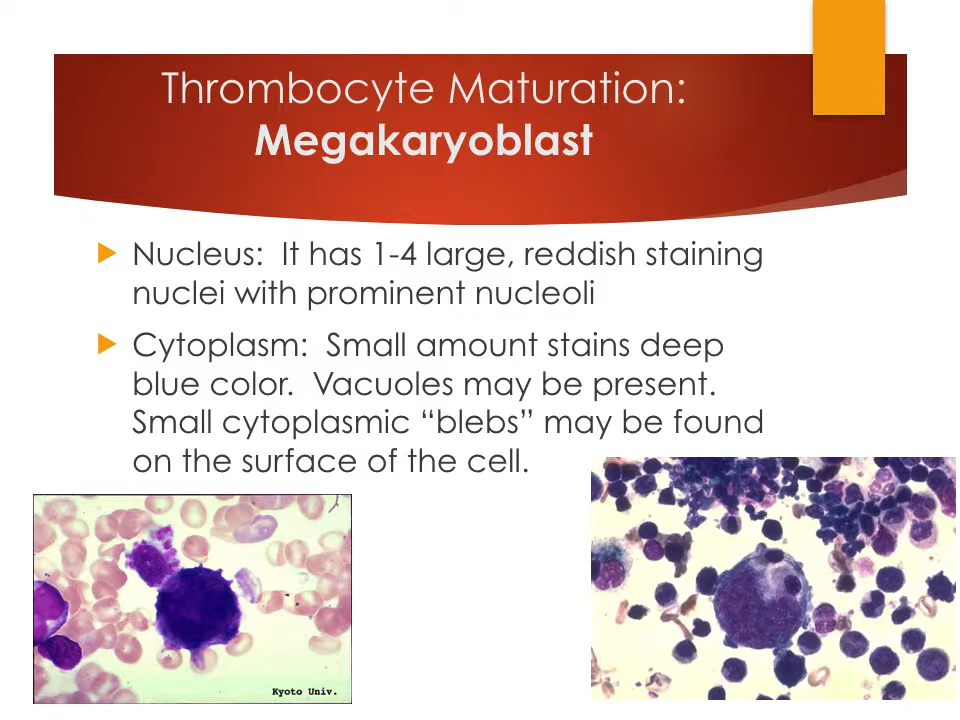 Thrombocyte Maturation:
Megakaryoblast
Nucleus:  It has 1-4 large, reddish staining
nuclei with prominent nucleoli
Cytoplasm:  Small amount stains deep
blue color.  Vacuoles may be present.
Small cytoplasmic “blebs” may be found
on the surface of the cell.
Kyoto Univ.